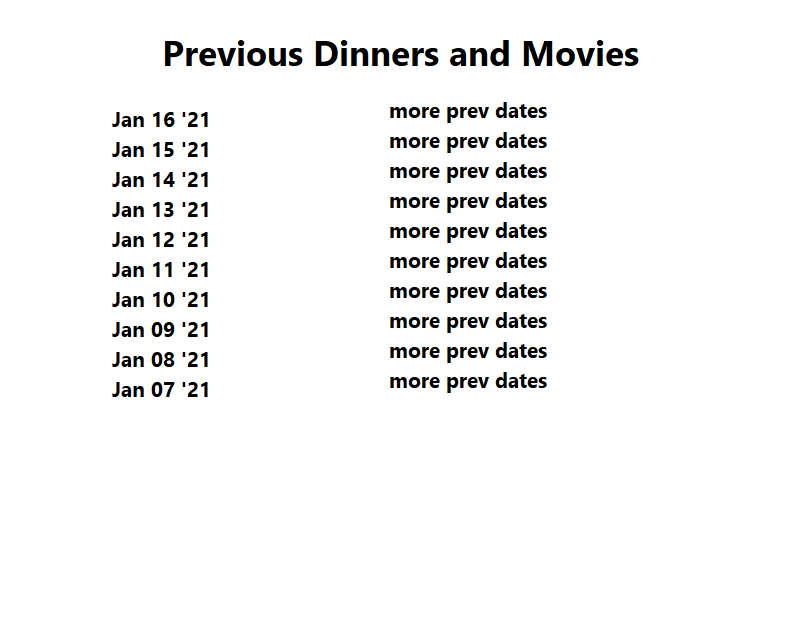 Previous Dinners and Movies
Jan 16 '21
Jan 15 '21
Jan 14 '21
Jan 13 '21
Jan 12 '21
Jan 11 '21
Jan 10 '21
Jan 09 '21
Jan 08 '21
Jan 07 '21
more prev dates
more prev dates
more prev dates
more prev dates
more prev dates
more prev dates
more prev dates
more prev dates
more prev dates
more prev dates